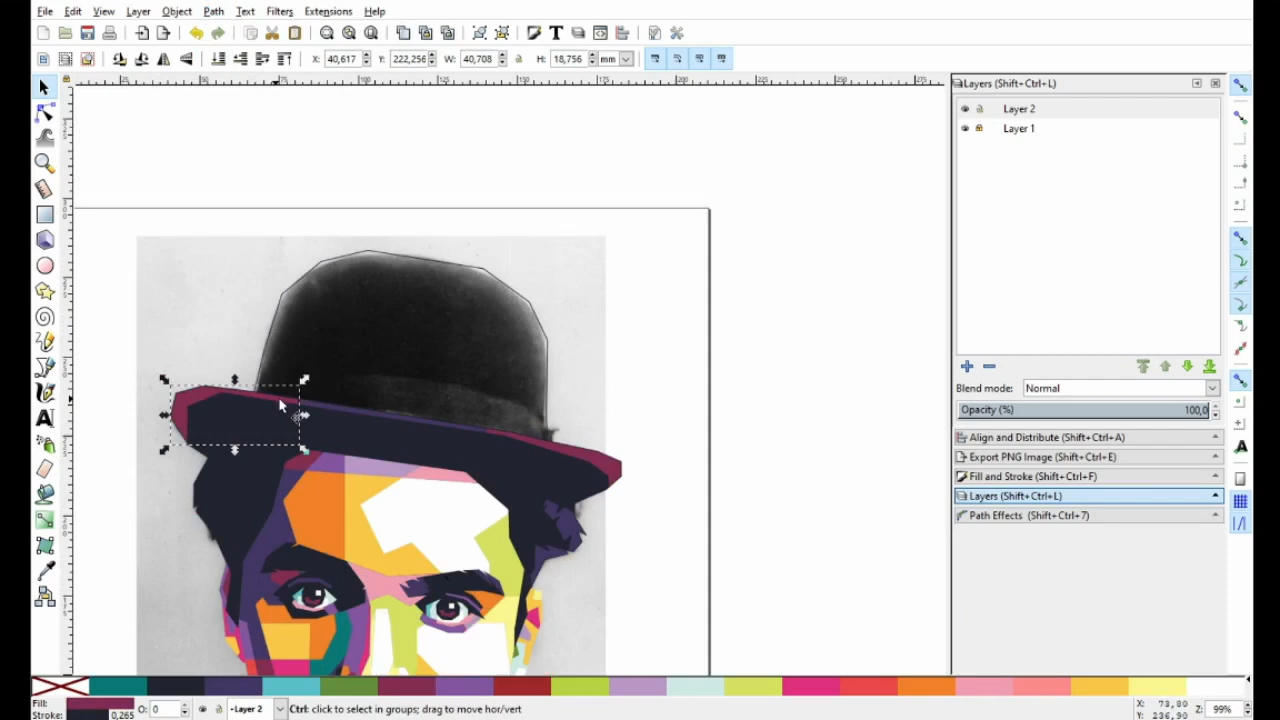 File Edit View Layer Object Path Text Filters Extensions Help
X: 40,617 Y: 222,256 W: 40,708 H: 18,756 mm
Layers (Shift+Ctrl+L)
Layer 2
Layer 1
Blend mode: Normal
Opacity (%) 100,0
Align and Distribute (Shift+Ctrl+A)
Export PNG Image (Shift+Ctrl+E)
Fill and Stroke (Shift+Ctrl+F)
Layers (Shift+Ctrl+L)
Path Effects (Shift+Ctrl+7)
Fill:
Stroke: 0,265
O: 0
Layer 2
Ctrl: click to select in groups; drag to move hor/vert
X: 73,80
Y: 236,90
Z: 99%